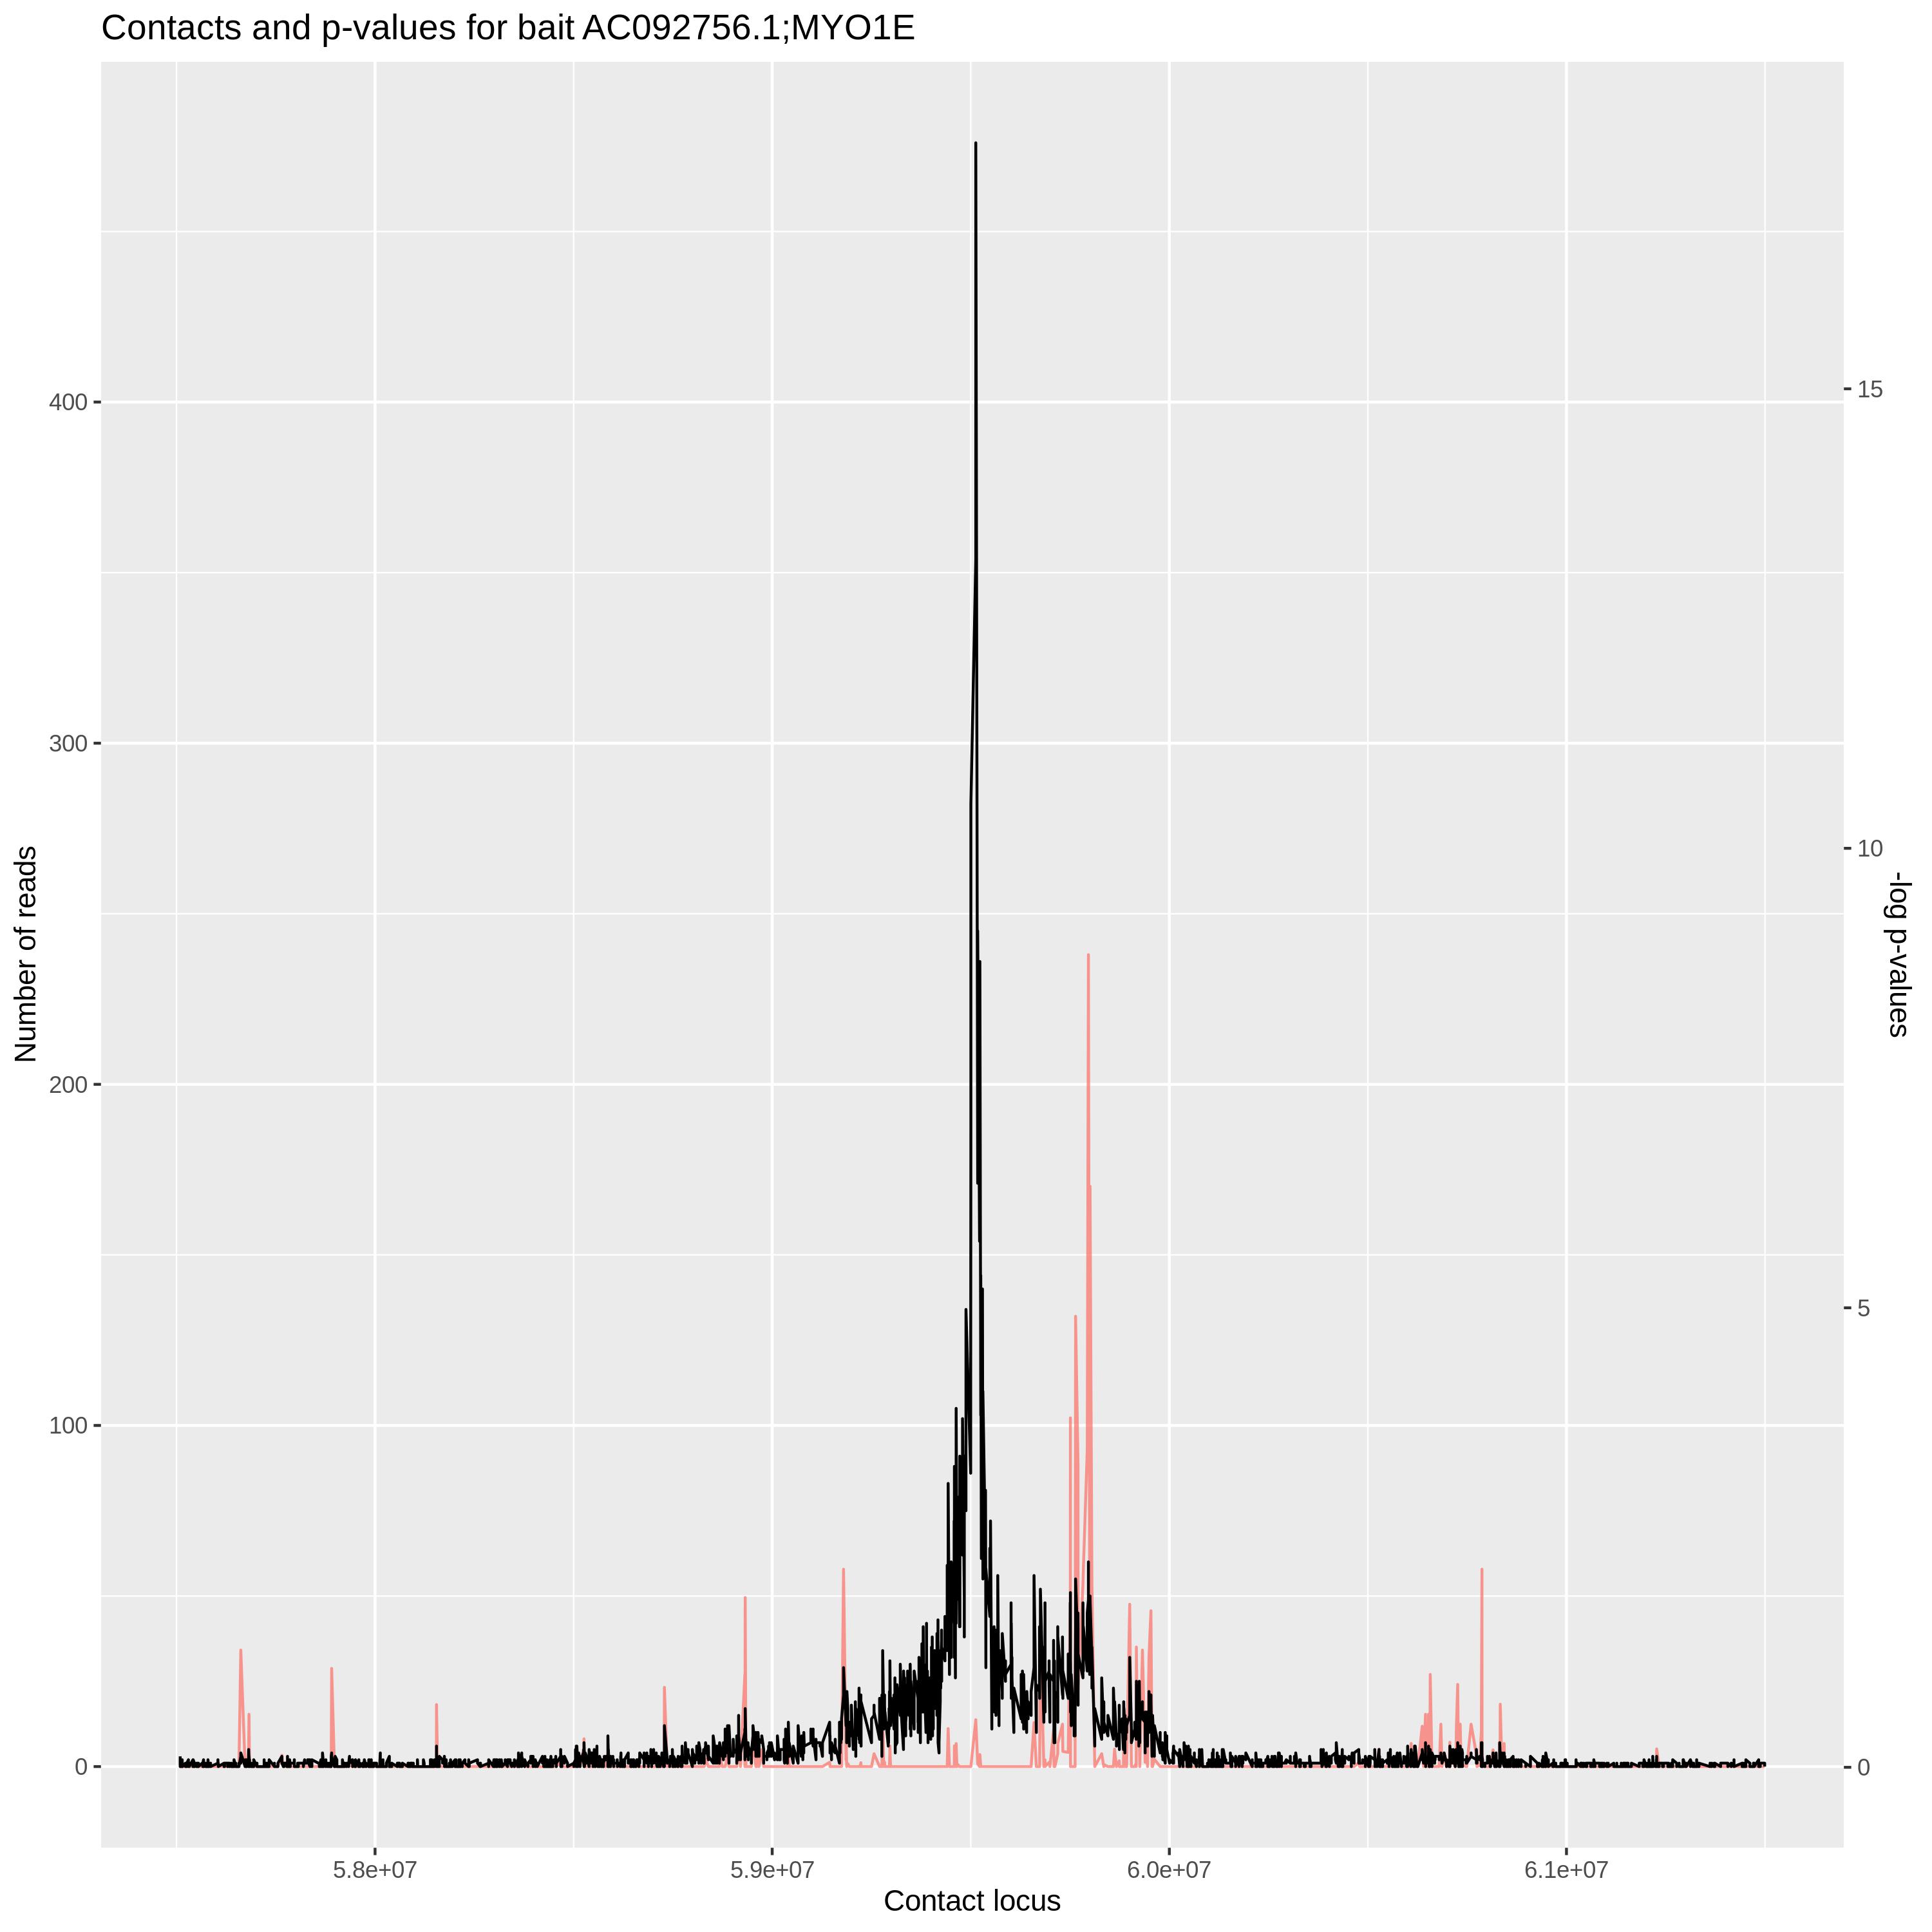 Contacts and p-values for bait AC092756.1;MYO1E
Number of reads
400
300
200
100
0
15
10
5
0
-log p-values
5.8e+07
5.9e+07
6.0e+07
6.1e+07
Contact locus